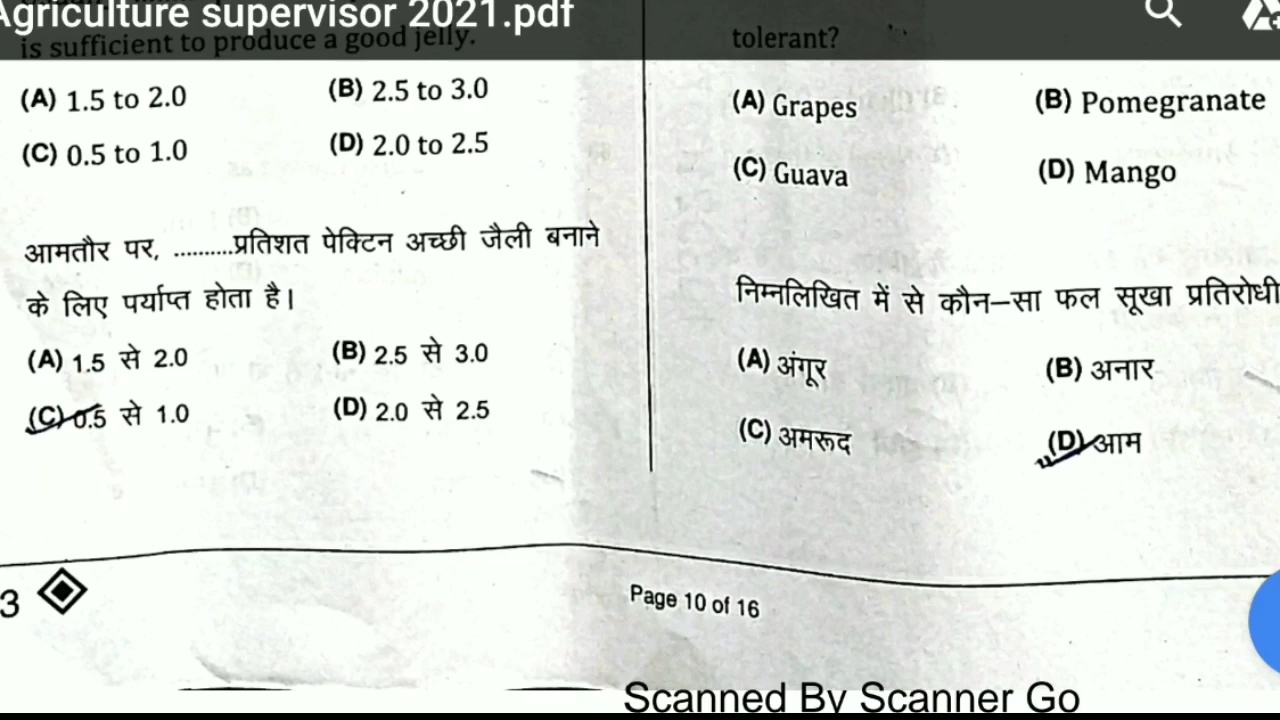 Agriculture supervisor 2021.pdf
is sufficient to produce a good jelly.
(A) 1.5 to 2.0
(B) 2.5 to 3.0
(C) 0.5 to 1.0
(D) 2.0 to 2.5
आमतौर पर, ..........प्रतिशत पेक्टिन अच्छी जैली बनाने
के लिए पर्याप्त होता है।
(A) 1.5 से 2.0
(B) 2.5 से 3.0
(C) 0.5 से 1.0
(D) 2.0 से 2.5
3
tolerant?
(A) Grapes
(B) Pomegranate
(C) Guava
(D) Mango
निम्नलिखित में से कौन–सा फल सूखा प्रतिरोधी
(A) अंगूर
(B) अनार
(C) अमरूद
(D) आम
Page 10 of 16
Scanned By Scanner Go